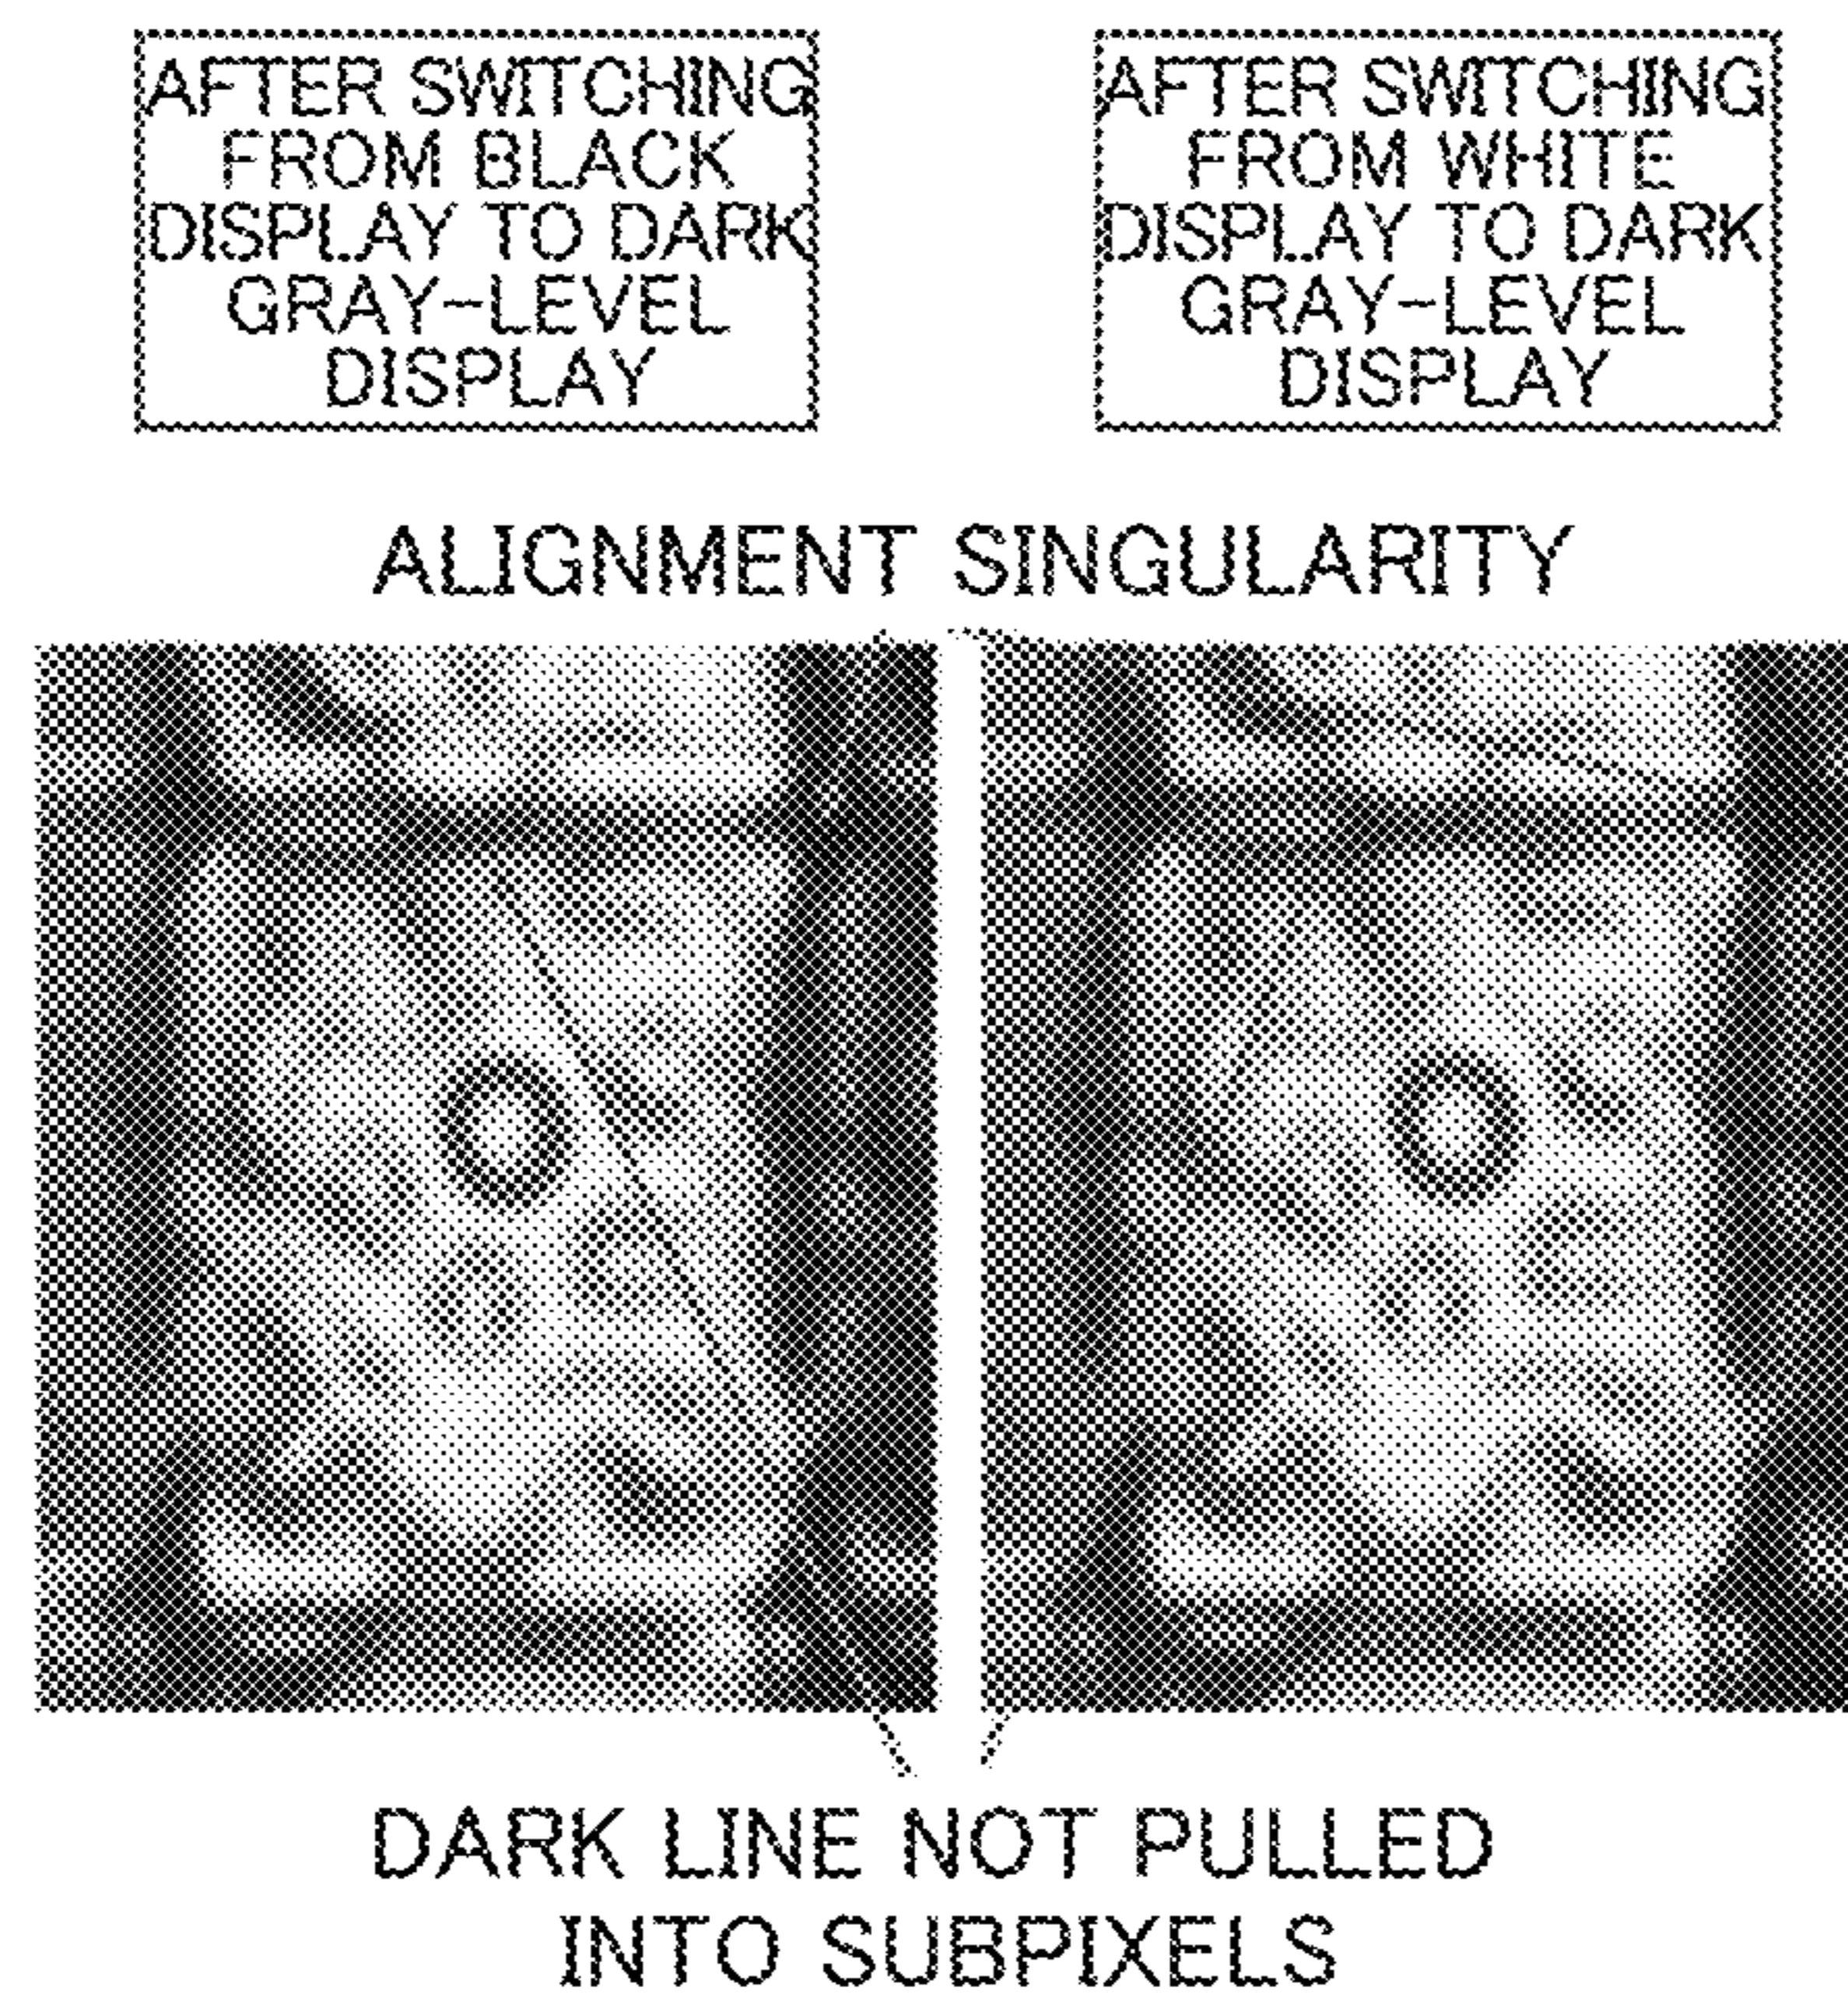 AFTER SWITCHING
FROM BLACK
DISPLAY TO DARK
GRAY-LEVEL
DISPLAY
AFTER SWITCHING
FROM WHITE
DISPLAY TO DARK
GRAY-LEVEL
DISPLAY
ALIGNMENT SINGULARITY
DARK LINE NOT PULLED
INTO SUBPIXELS